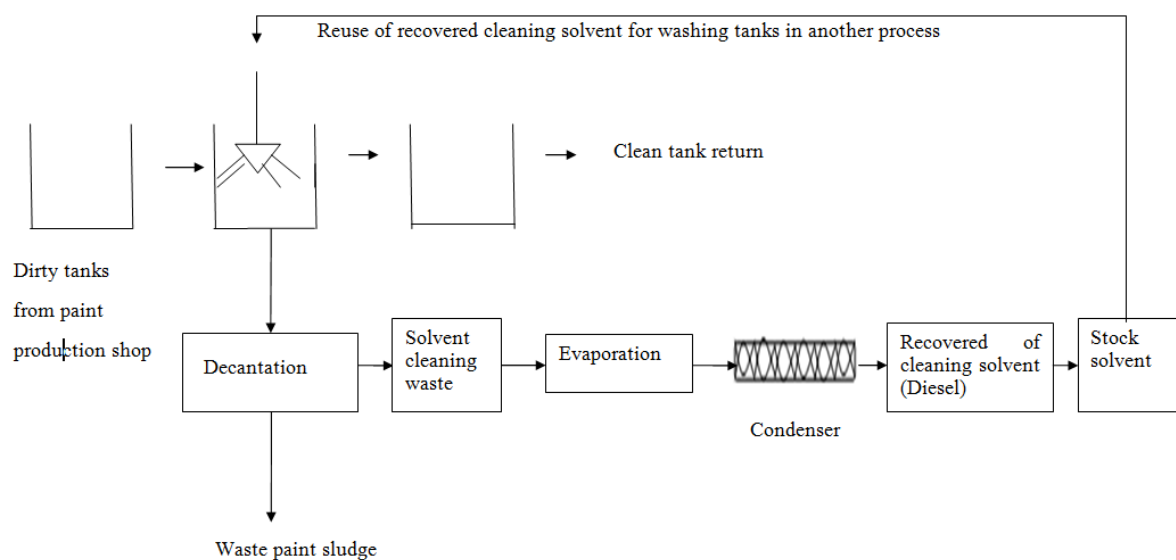 Reuse of recovered cleaning solvent for washing tanks in another process
Clean tank return
Dirty tanks
from paint
production shop
Decantation
Solvent
cleaning
waste
Evaporation
Condenser
Recovered of
cleaning solvent
(Diesel)
Stock
solvent
Waste paint sludge